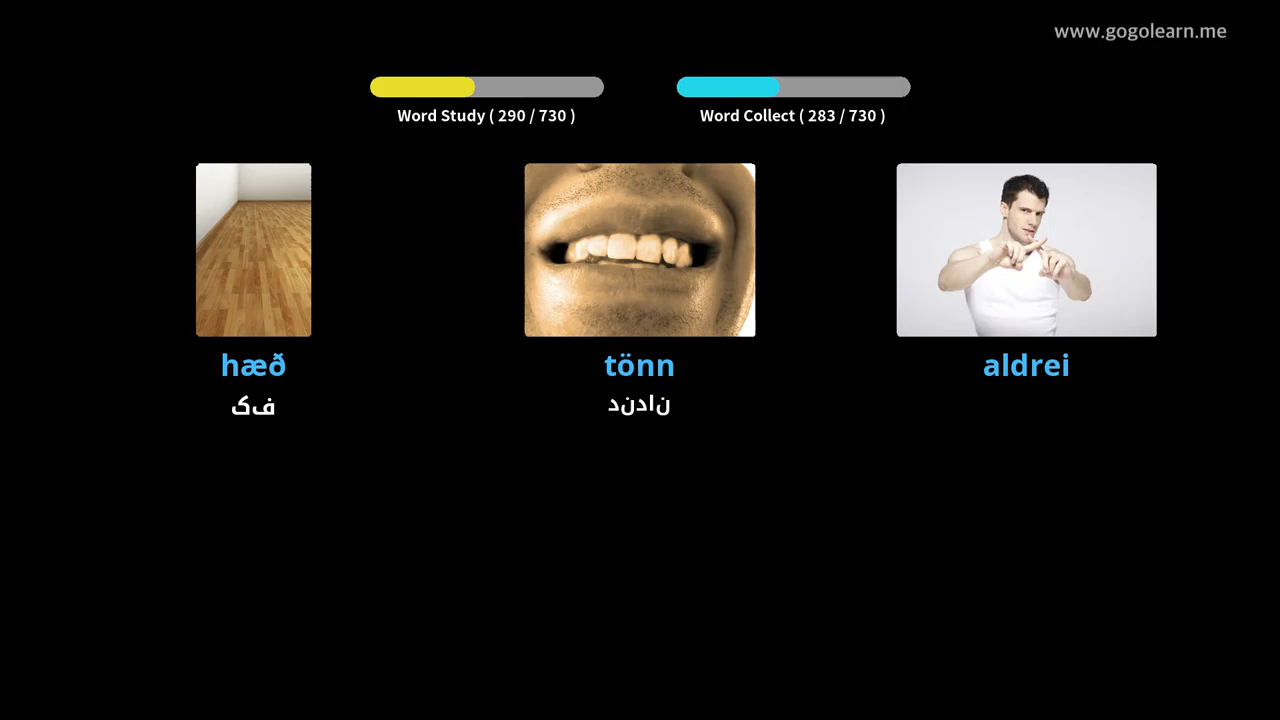 www.gogolearn.me
Word Study ( 290 / 730 )
Word Collect ( 283 / 730 )
hæð
کف
tönn
دندان
aldrei